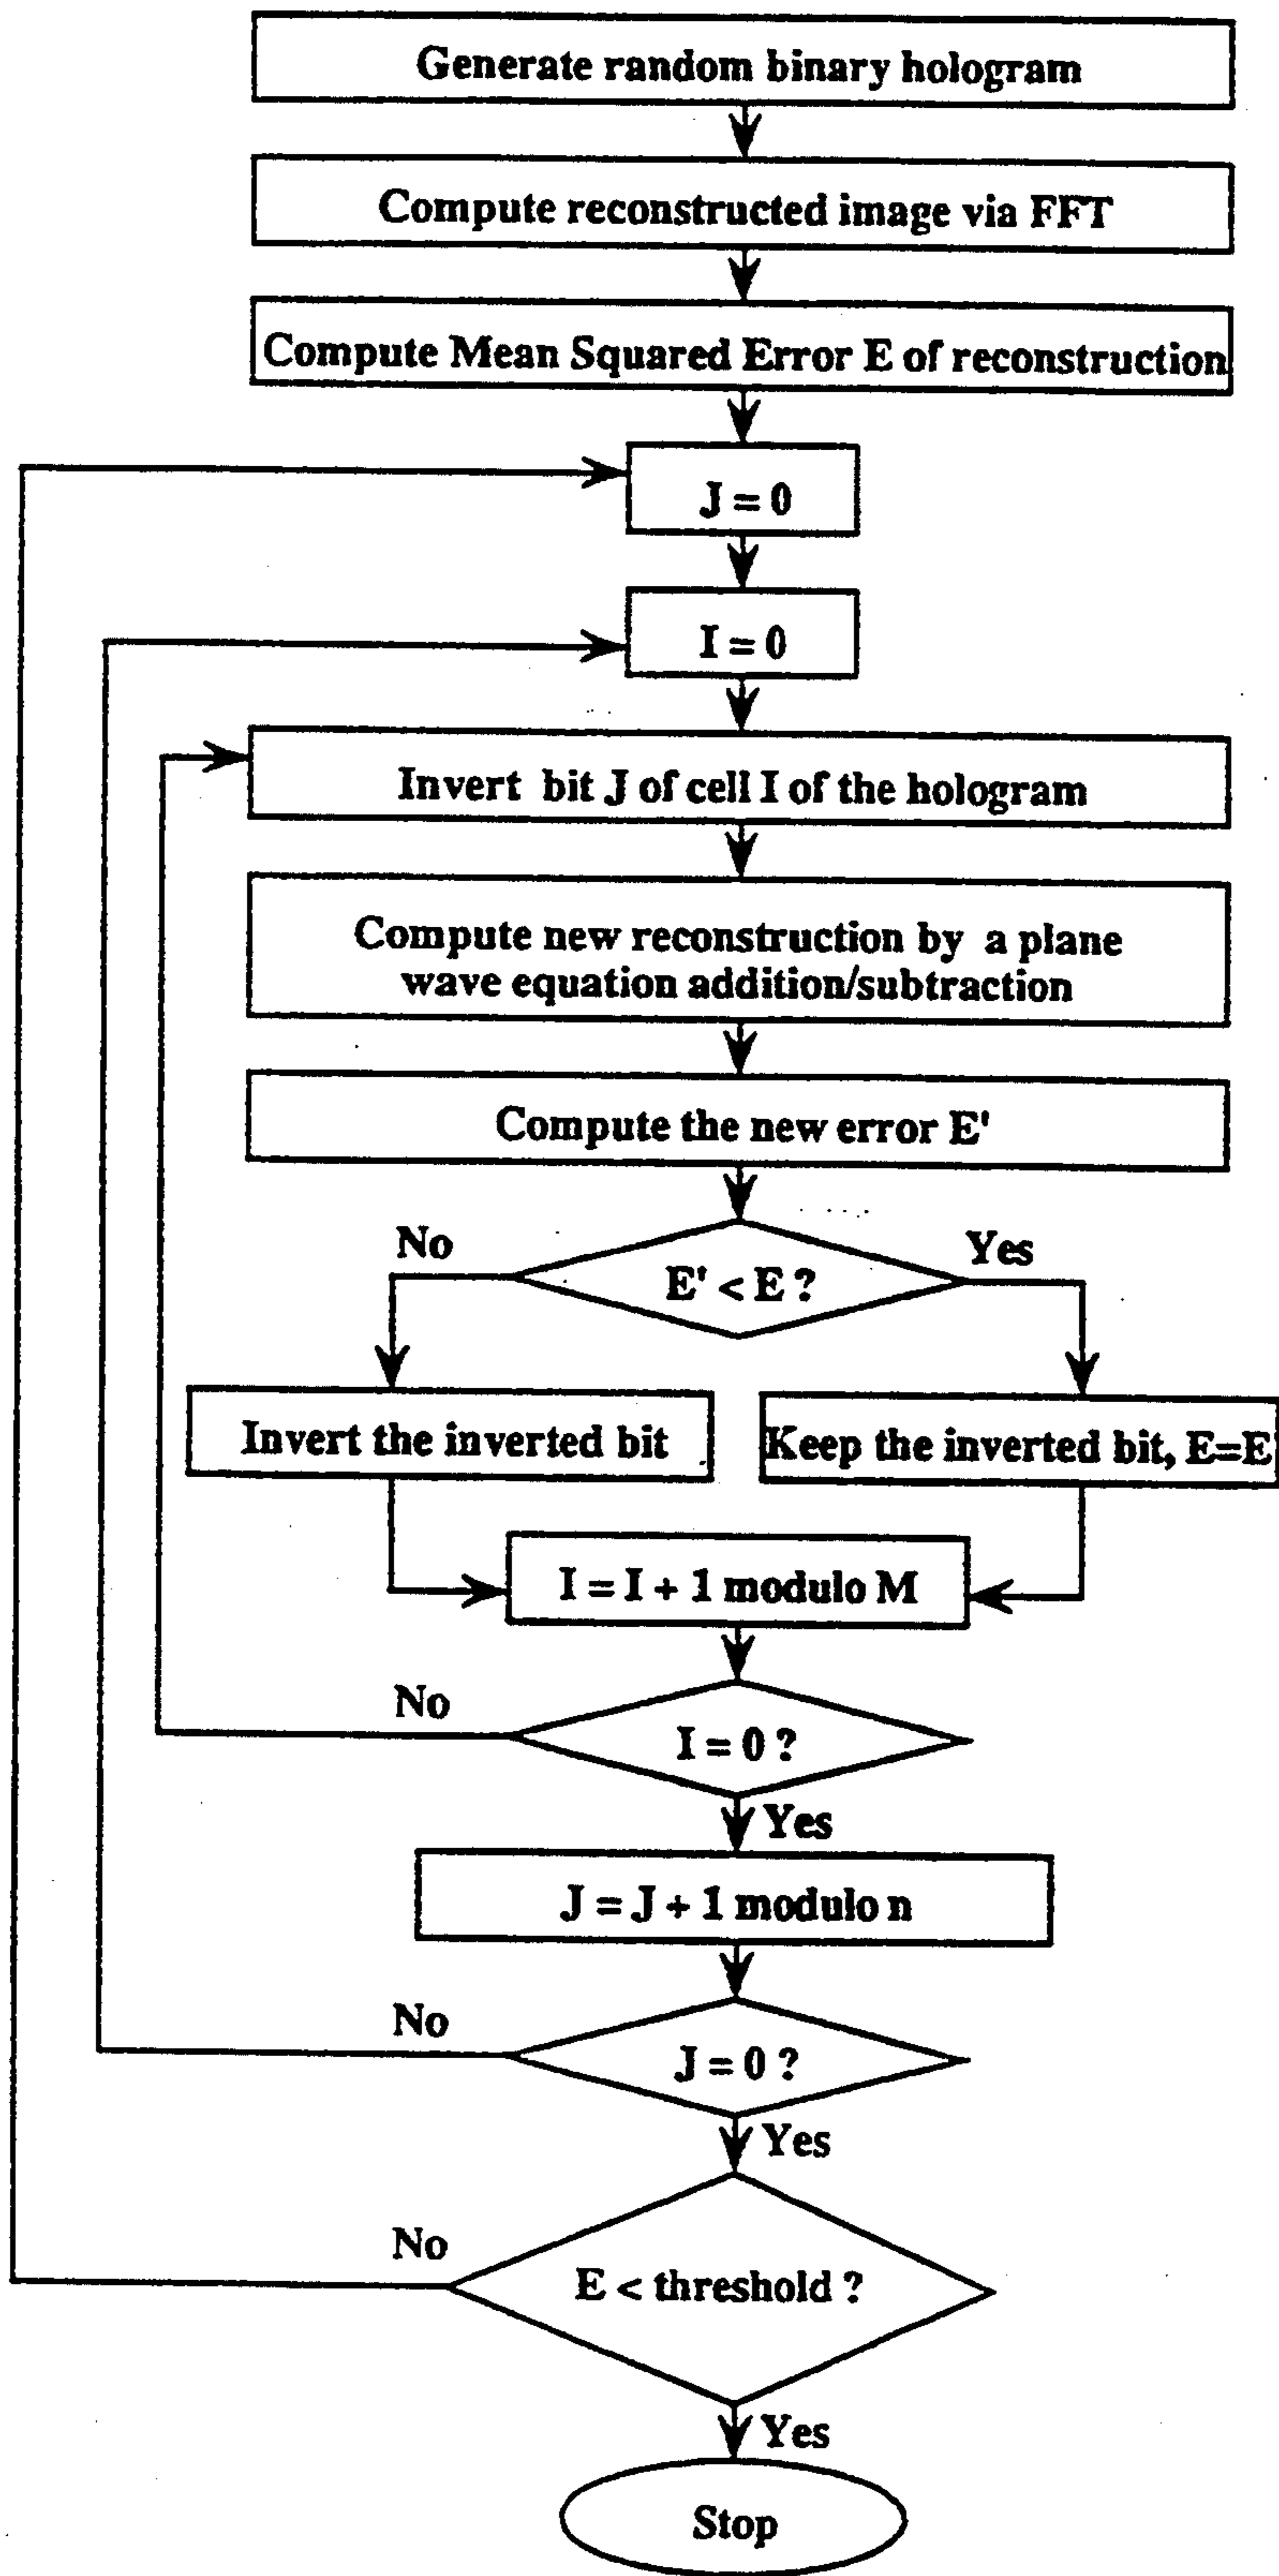 Generate random binary hologram
Compute reconstructed image via FFT
Compute Mean Squared Error E of reconstruction
J = 0
I = 0
Invert bit J of cell I of the hologram
Compute new reconstruction by a plane
wave equation addition/subtraction
Compute the new error E'
No
Yes
E' < E ?
Invert the inverted bit
Keep the inverted bit, E=E'
I = I + 1 modulo M
No
I = 0 ?
Yes
J = J + 1 modulo n
No
J = 0 ?
Yes
No
E < threshold ?
Yes
Stop